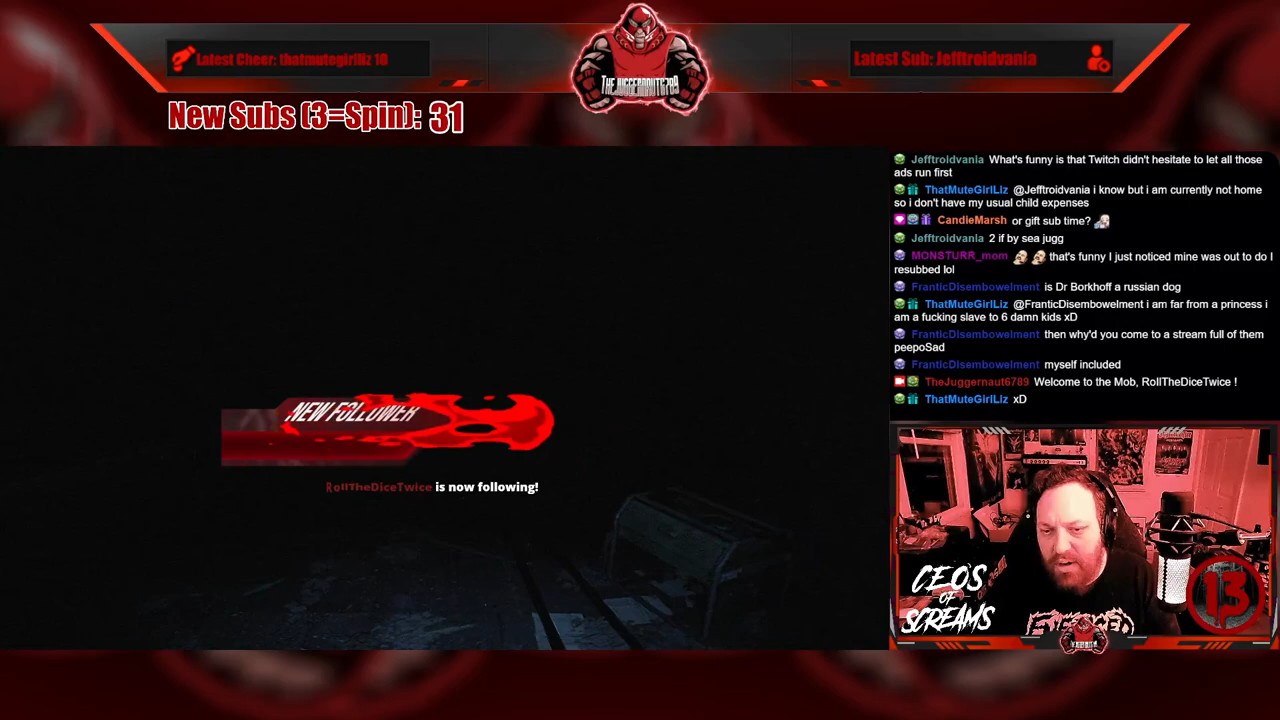 Latest Cheer: thatmutegirlliz 10
THEJUGGERNAUT6789
Latest Sub: Jefftroidvania
New Subs (3=Spin): 31
Jefftroidvania What's funny is that Twitch didn't hesitate to let all those
ads run first
ThatMuteGirlLiz @Jefftroidvania i know but i am currently not home
so i don't have my usual child expenses
CandieMarsh or gift sub time?
Jefftroidvania 2 if by sea jugg
MONSTURR_mom that's funny I just noticed mine was out to do I
resubbed lol
FranticDisembowelment is Dr Borkhoff a russian dog
ThatMuteGirlLiz @FranticDisembowelment i am far from a princess i
am a fucking slave to 6 damn kids xD
FranticDisembowelment then why'd you come to a stream full of them
peepoSad
FranticDisembowelment myself included
TheJuggernaut6789 Welcome to the Mob, RollTheDiceTwice !
ThatMuteGirlLiz xD
NEW FOLLOWER
RollTheDiceTwice is now following!
CEOS
OF
SCREAMS
13